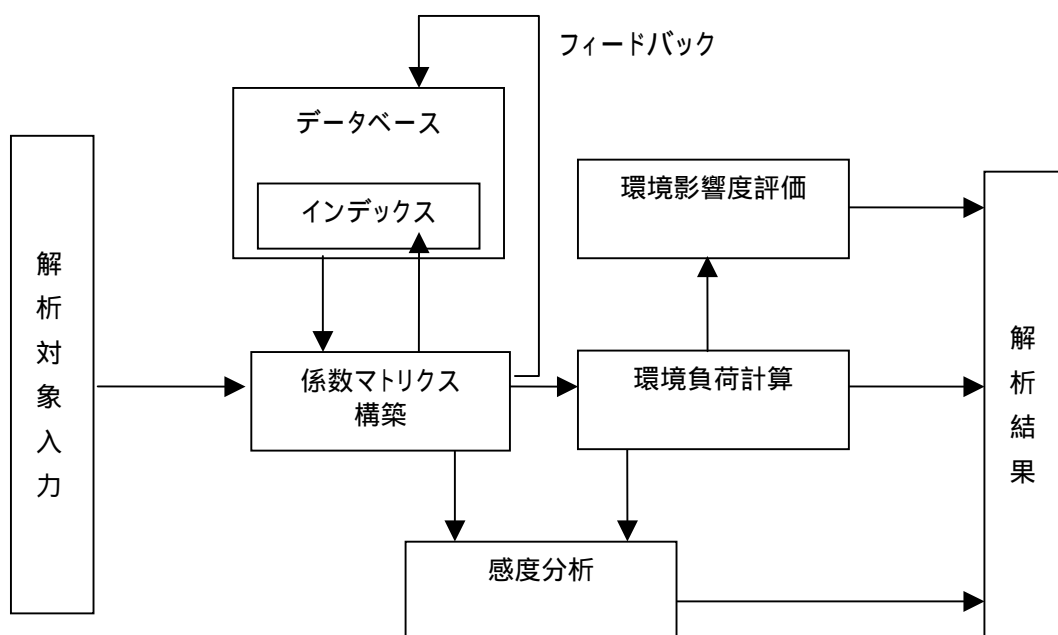 フィードバック
データベース
インデックス
環境影響度評価
解析対象入力
係数マトリクス
構築
環境負荷計算
解析結果
感度分析